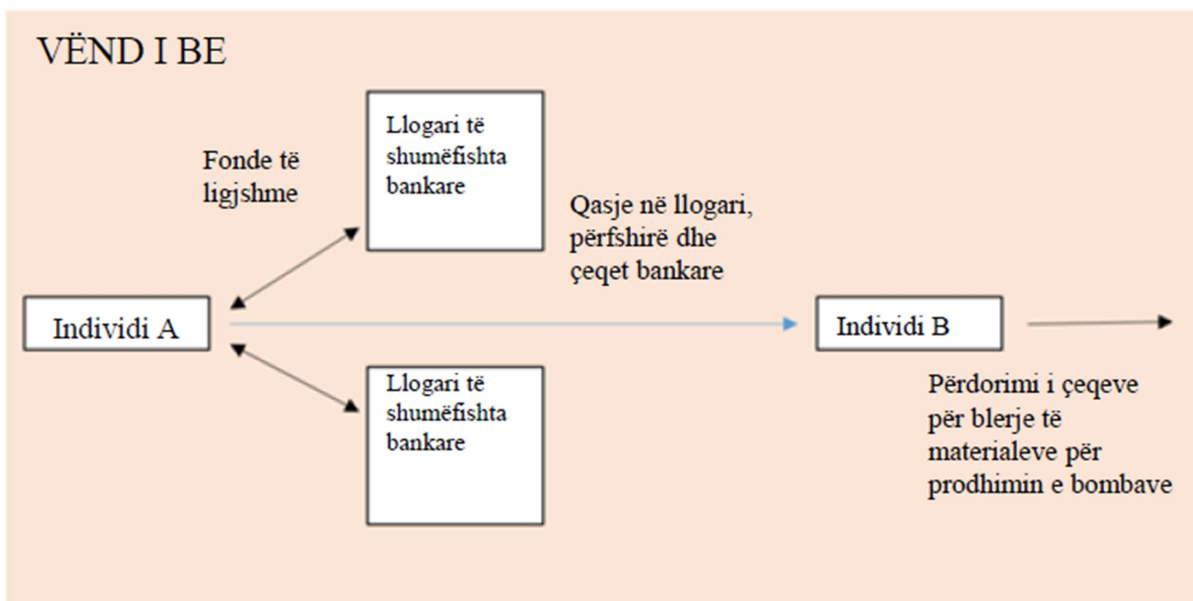 VËND I BE
Fonde të
ligjshme
Llogari të
shumëfishta
bankare
Qasje në llogari,
përfshirë dhe
çeqet bankare
Individi A
Individi B
Llogari të
shumëfishta
bankare
Përdorimi i çeqeve
për blerje të
materialeve për
prodhimin e bombave